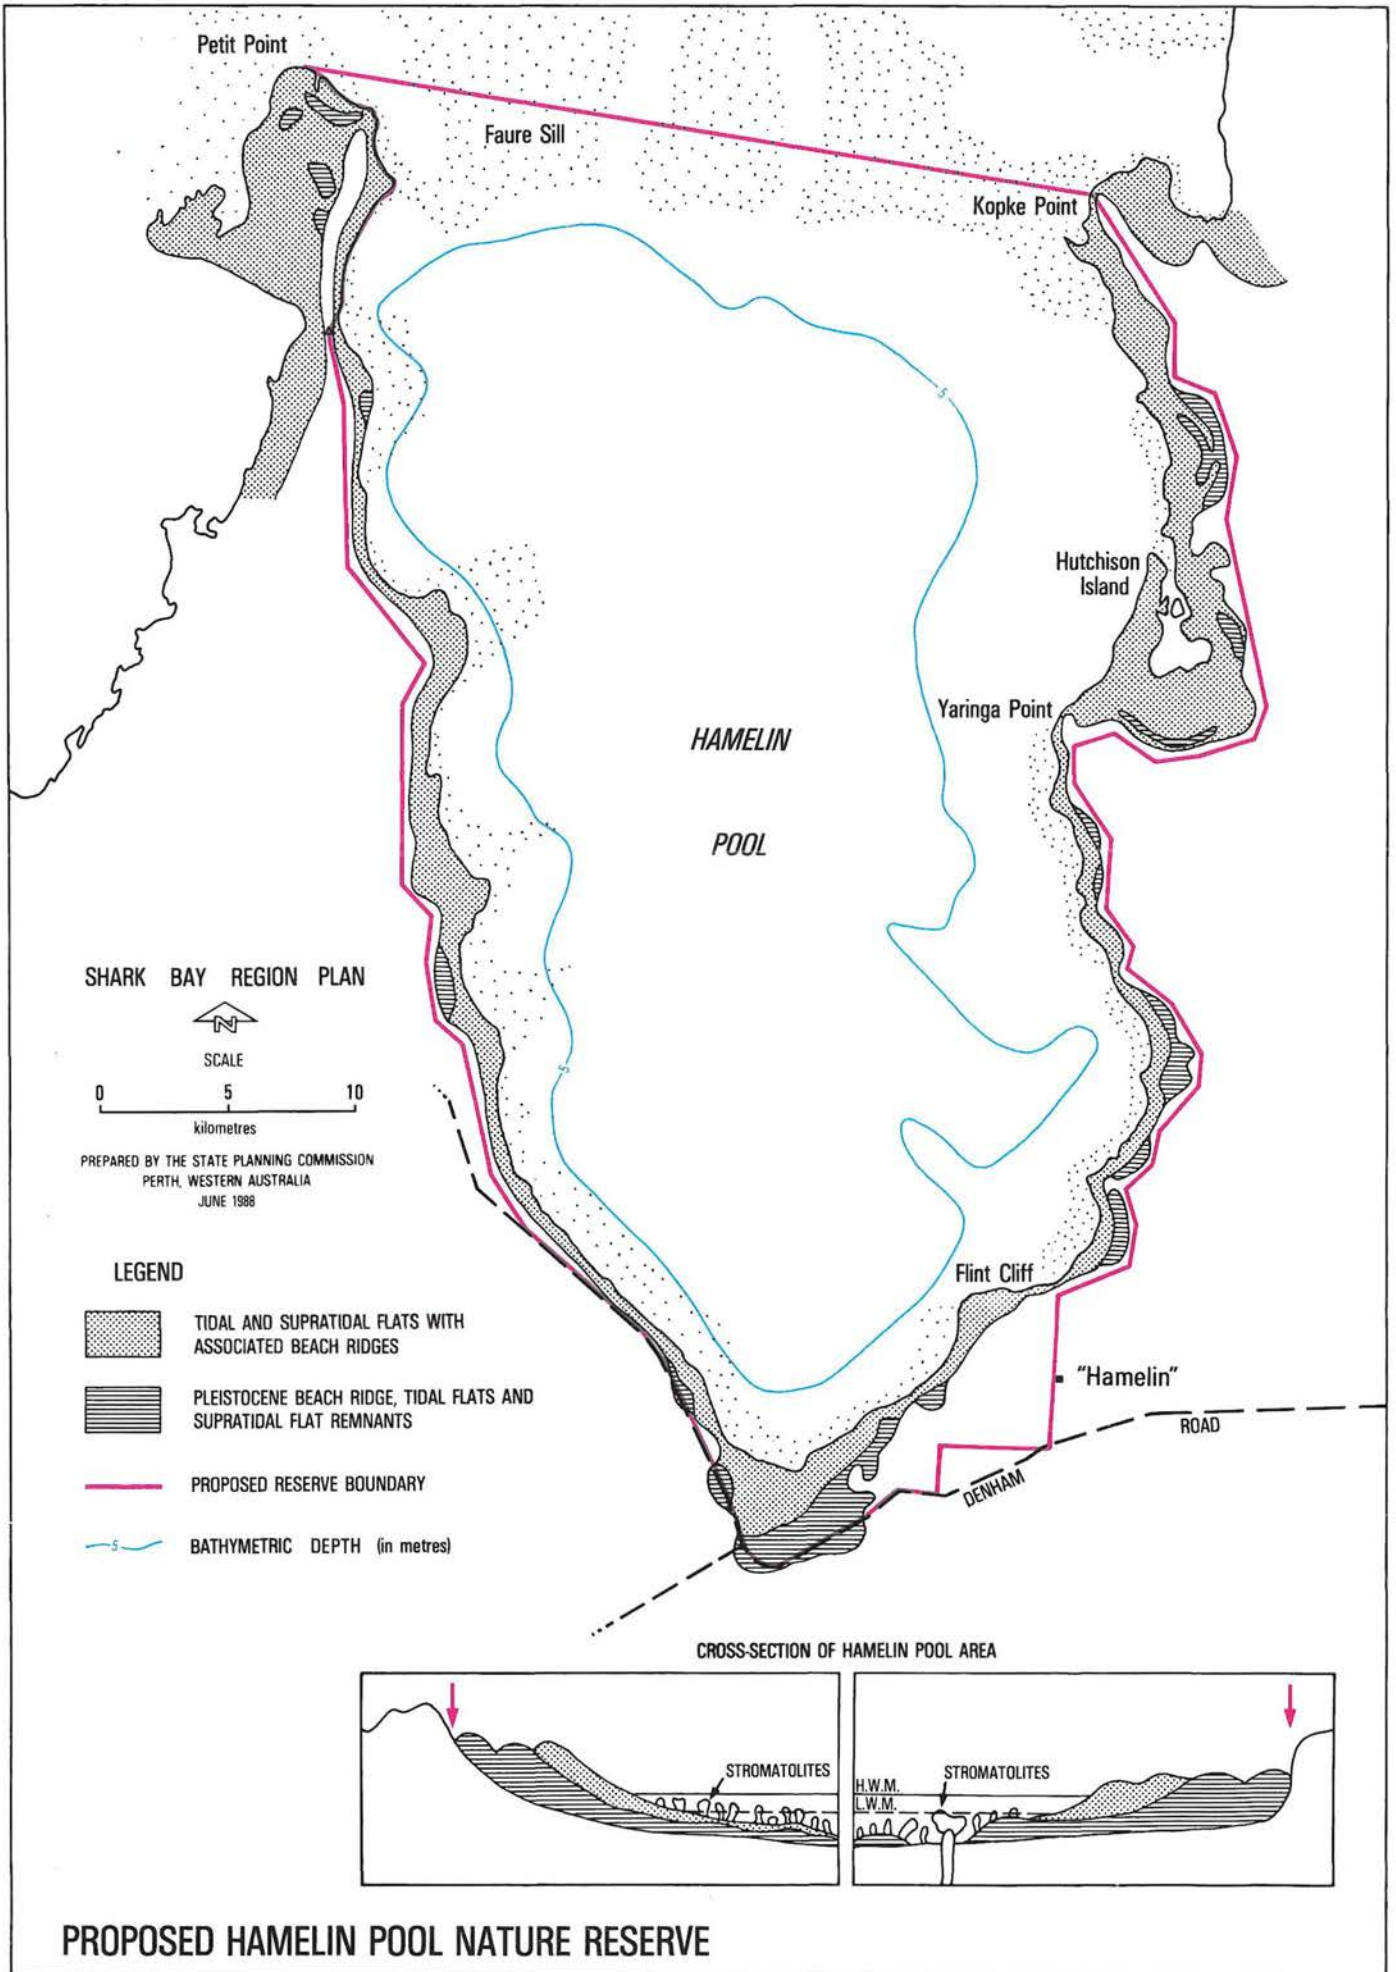 Petit Point
Faure Sill
Kopke Point
5
Hutchison
Island
Yaringa Point
HAMELIN
POOL
SHARK BAY REGION PLAN
N
SCALE
0 5 10
kilometres
PREPARED BY THE STATE PLANNING COMMISSION
PERTH, WESTERN AUSTRALIA
JUNE 1988
5
Flint Cliff
"Hamelin"
ROAD
DENHAM
LEGEND
TIDAL AND SUPRATIDAL FLATS WITH
ASSOCIATED BEACH RIDGES
PLEISTOCENE BEACH RIDGE, TIDAL FLATS AND
SUPRATIDAL FLAT REMNANTS
PROPOSED RESERVE BOUNDARY
5
BATHYMETRIC DEPTH (in metres)
CROSS-SECTION OF HAMELIN POOL AREA
STROMATOLITES
H.W.M.
L.W.M.
STROMATOLITES
PROPOSED HAMELIN POOL NATURE RESERVE